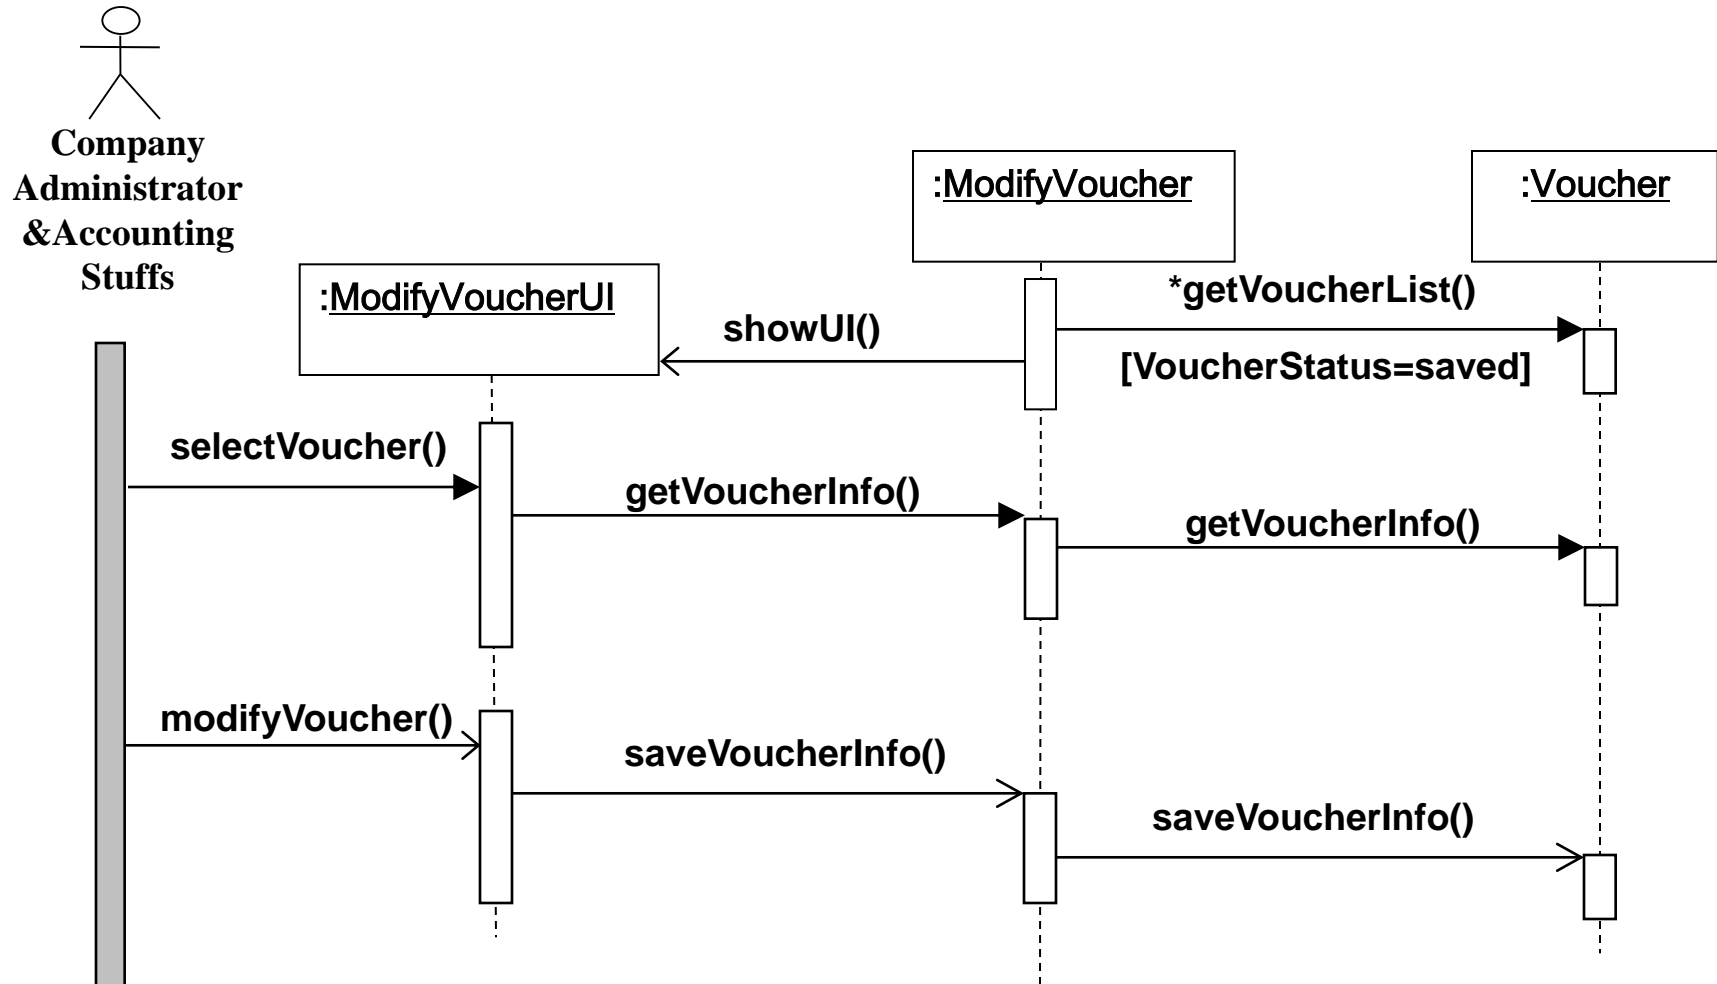 Company
Administrator
&Accounting
Stuffs
:ModifyVoucher
:Voucher
:ModifyVoucherUI
*getVoucherList()
showUI()
[VoucherStatus=saved]
selectVoucher()
getVoucherInfo()
getVoucherInfo()
modifyVoucher()
saveVoucherInfo()
saveVoucherInfo()